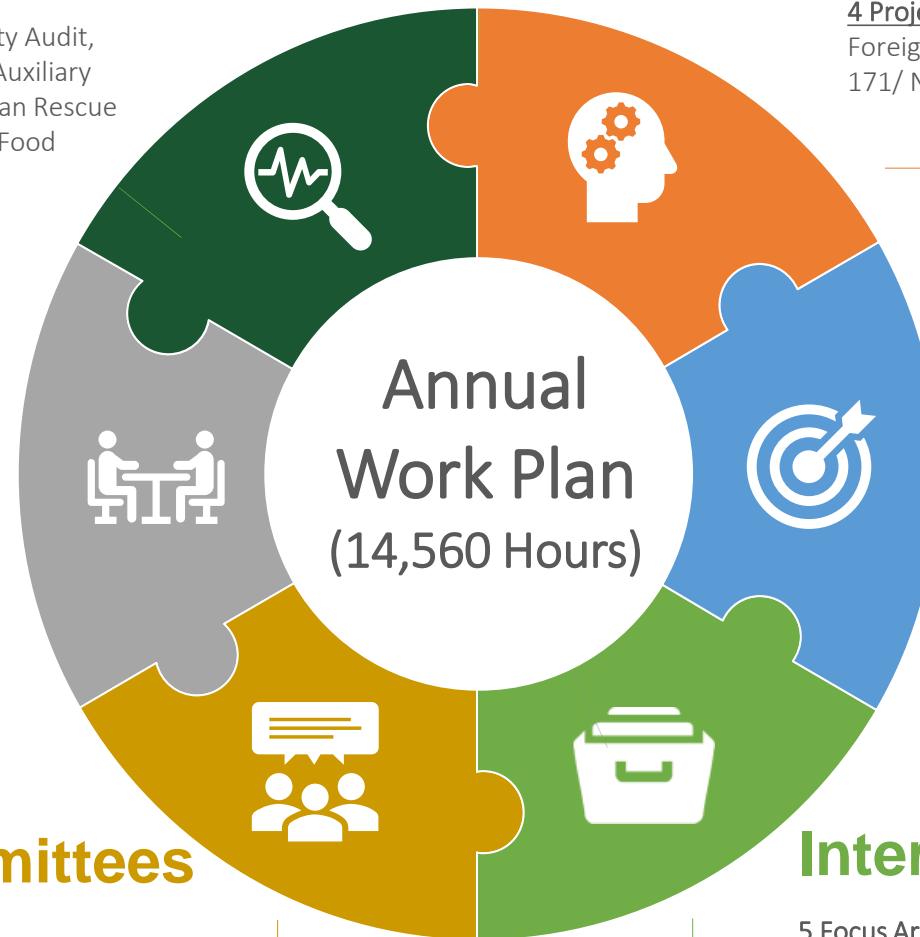 ty Audit,
Auxiliary
an Rescue
Food
4 Proje
Foreig
171/ N
Annual
Work Plan
(14,560 Hours)
mittees
Inter
5 Focus Ar